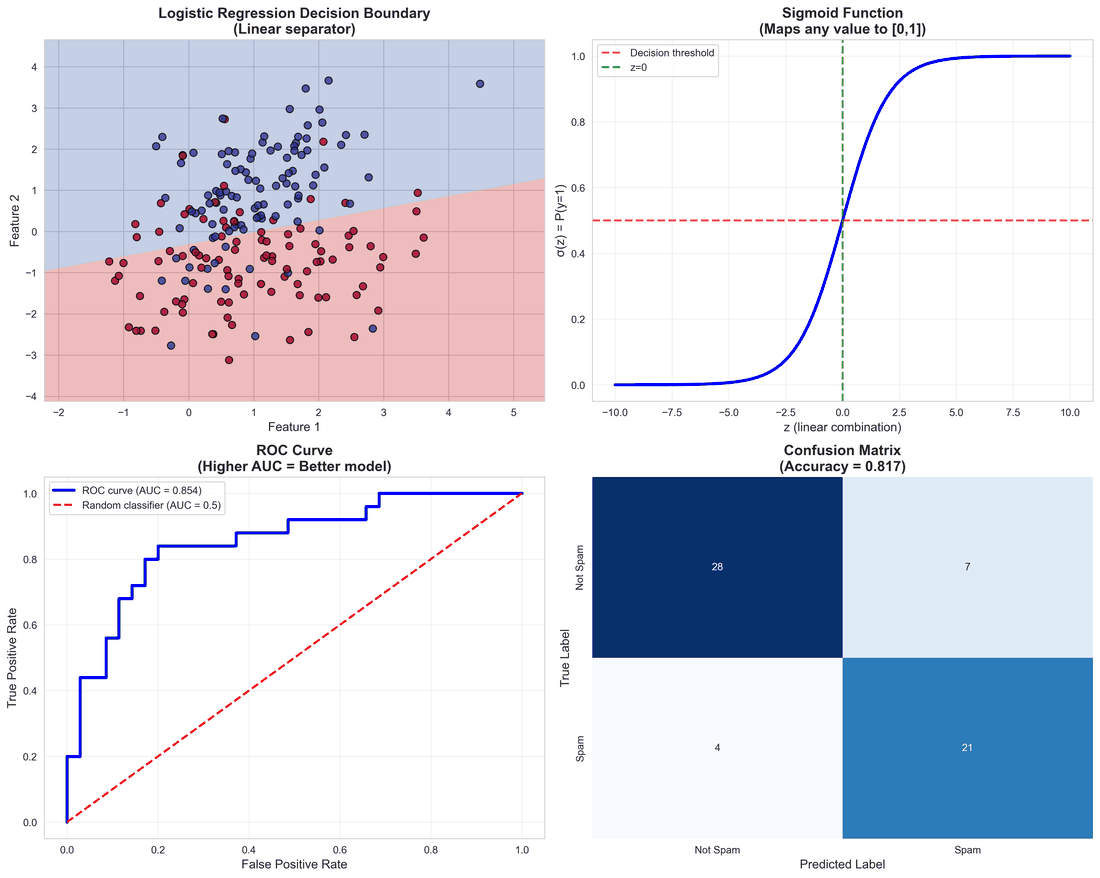 Logistic Regression Decision Boundary
(Linear separator)
4
3
2
1
0
−1
−2
−3
−4
Feature 2
−2
−1
0
1
2
3
4
5
Feature 1
Sigmoid Function
(Maps any value to [0,1])
Decision threshold
z=0
1.0
0.8
0.6
0.4
0.2
0.0
σ(z) = P(y=1)
−10.0
−7.5
−5.0
−2.5
0.0
2.5
5.0
7.5
10.0
z (linear combination)
ROC Curve
(Higher AUC = Better model)
ROC curve (AUC = 0.854)
Random classifier (AUC = 0.5)
1.0
0.8
0.6
0.4
0.2
0.0
True Positive Rate
0.0
0.2
0.4
0.6
0.8
1.0
False Positive Rate
Confusion Matrix
(Accuracy = 0.817)
Not Spam
28
7
True Label
Spam
4
21
Not Spam
Spam
Predicted Label